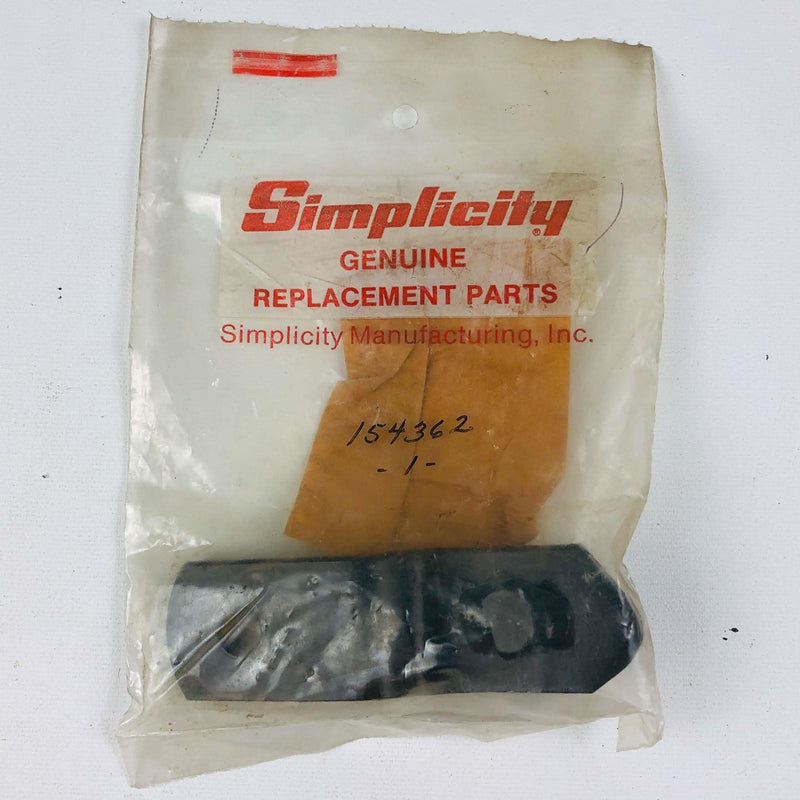 Simplicity®
GENUINE
REPLACEMENT PARTS
Simplicity Manufacturing, Inc.
154362
-1-